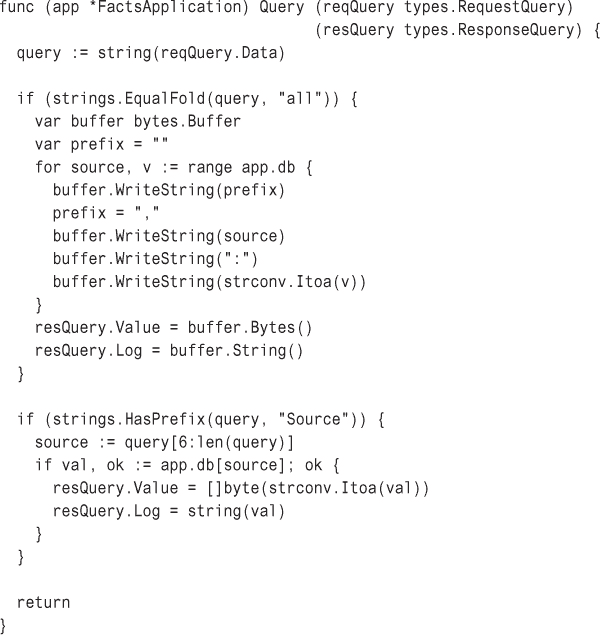 func (app *FactsApplication) Query (reqQuery types.RequestQuery)
                                    (resQuery types.ResponseQuery) {
  query := string(reqQuery.Data)

  if (strings.EqualFold(query, "all")) {
    var buffer bytes.Buffer
    var prefix = ""
    for source, v := range app.db {
      buffer.WriteString(prefix)
      prefix = ","
      buffer.WriteString(source)
      buffer.WriteString(":")
      buffer.WriteString(strconv.Itoa(v))
    }
    resQuery.Value = buffer.Bytes()
    resQuery.Log = buffer.String()
  }

  if (strings.HasPrefix(query, "Source")) {
    source := query[6:len(query)]
    if val, ok := app.db[source]; ok {
      resQuery.Value = []byte(strconv.Itoa(val))
      resQuery.Log = string(val)
    }
  }

  return
}